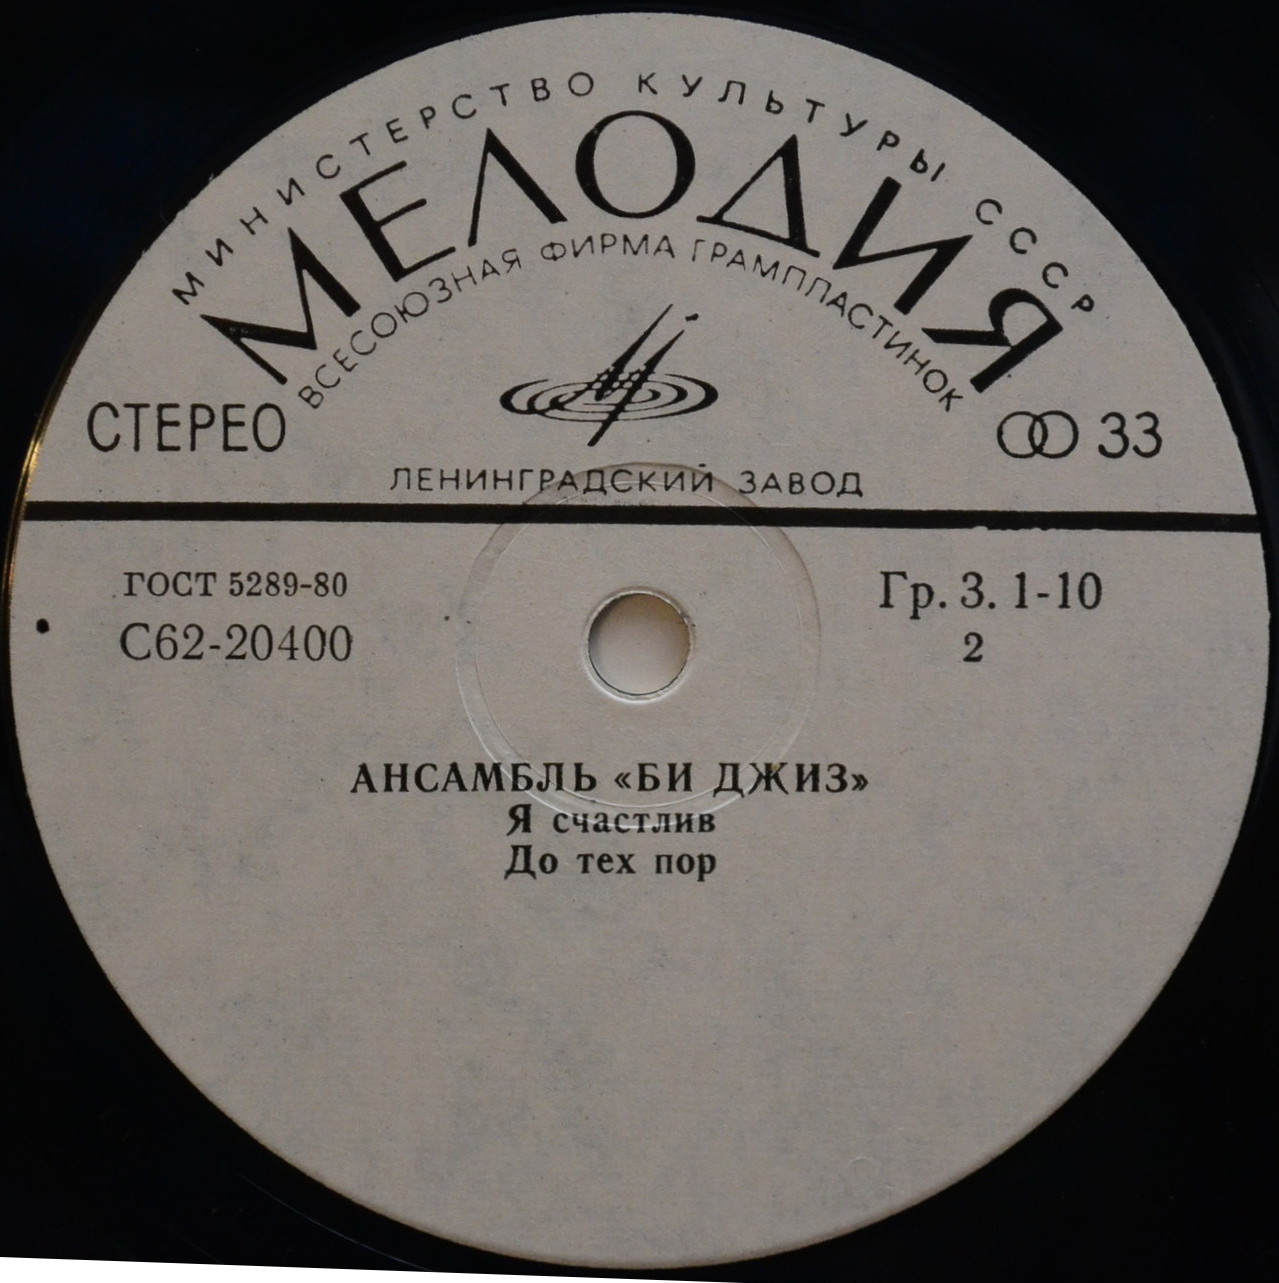 МИНИСТЕРСТВО КУЛЬТУРЫ СССР
МЕЛОДИЯ
ВСЕСОЮЗНАЯ ФИРМА ГРАМПЛАСТИНОК
СТЕРЕО
33
ЛЕНИНГРАДСКИЙ ЗАВОД
ГОСТ 5289-80
Гр. 3. 1-10
С62-20400
2
АНСАМБЛЬ «БИ ДЖИЗ»
Я счастлив
До тех пор